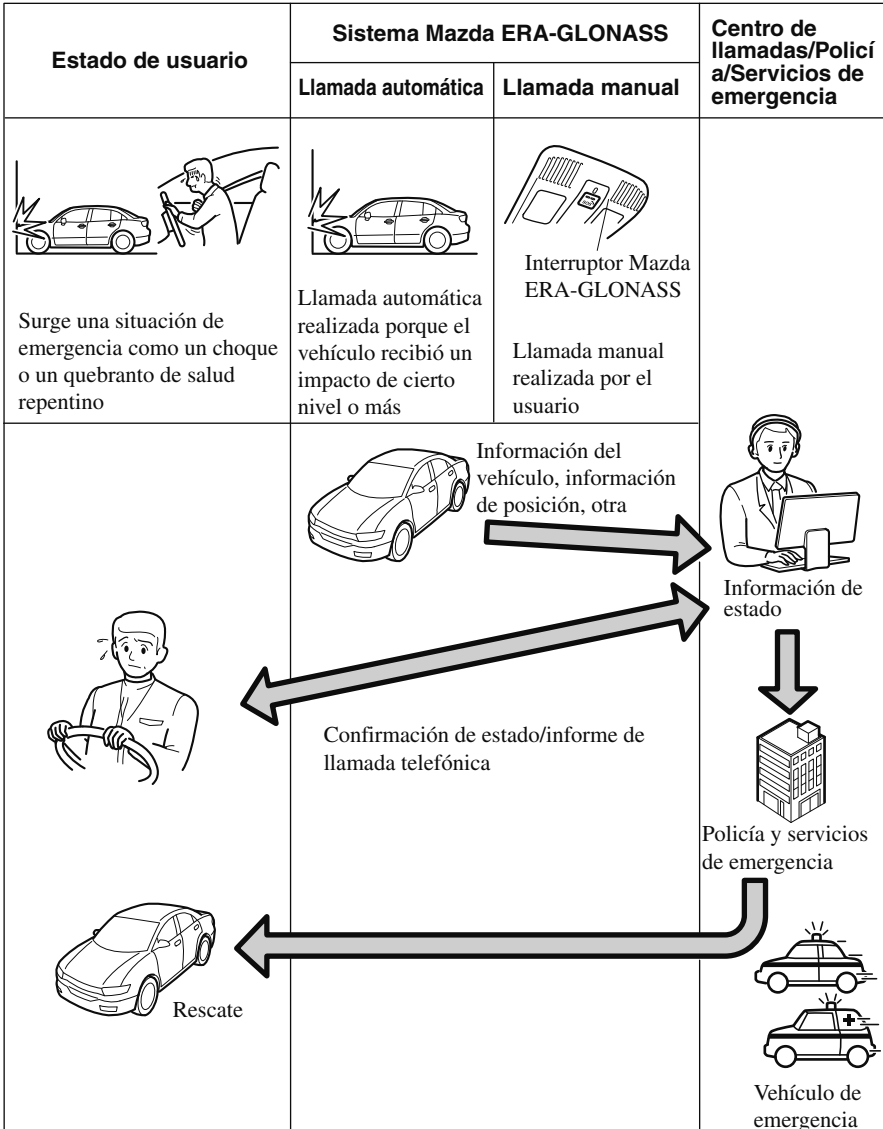 Estado de usuario
Sistema Mazda ERA-GLONASS
Llamada automática
Llamada manual
Centro de
llamadas/Policí
a/Servicios de
emergencia
Surge una situación de
emergencia como un choque
o un quebranto de salud
repentino
Llamada automática
realizada porque el
vehículo recibió un
impacto de cierto
nivel o más
Interruptor Mazda
ERA-GLONASS
Llamada manual
realizada por el
usuario
Información del
vehículo, información
de posición, otra
Información de
estado
Confirmación de estado/informe de
llamada telefónica
Policía y servicios
de emergencia
Rescate
Vehículo de
emergencia